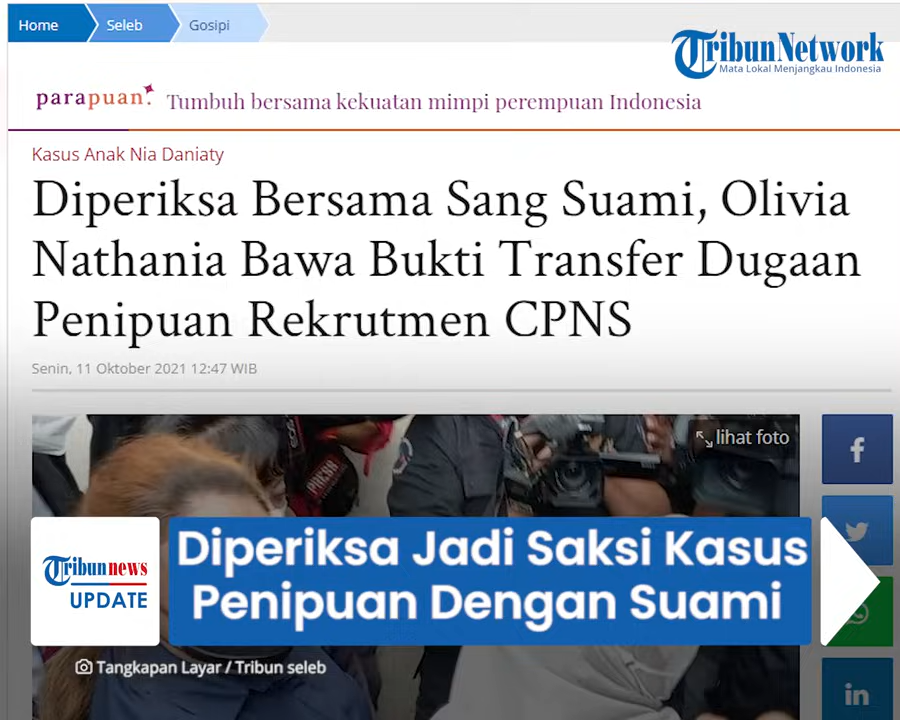 Home
Seleb
Gosipi
TribunNetwork
Mata Lokal Menjangkau Indonesia
parapuan.
Tumbuh bersama kekuatan mimpi perempuan Indonesia
Kasus Anak Nia Daniaty
Diperiksa Bersama Sang Suami, Olivia
Nathania Bawa Bukti Transfer Dugaan
Penipuan Rekrutmen CPNS
Senin, 11 Oktober 2021 12:47 WIB
lihat foto
PRESS
Tribunnews
UPDATE
Diperiksa Jadi Saksi Kasus
Penipuan Dengan Suami
Tangkapan Layar / Tribun seleb
f
in